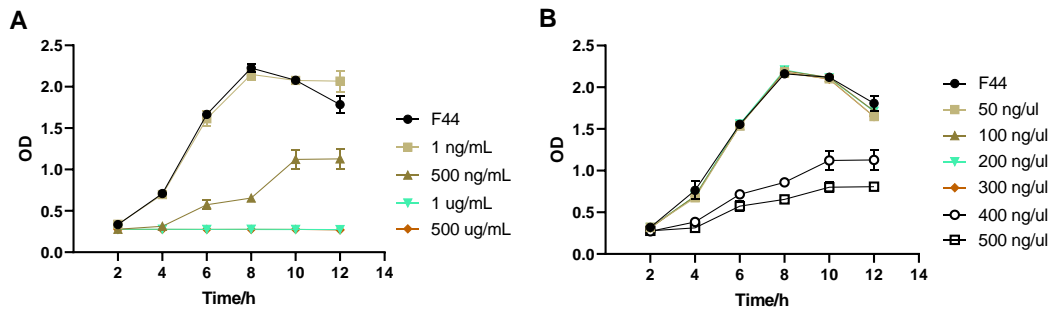 A
2.5
2.0
1.5
1.0
0.5
0.0
OD
2 4 6 8 10 12 14
Time/h
F44
1 ng/mL
500 ng/mL
1 ug/mL
500 ug/mL
B
2.5
2.0
1.5
1.0
0.5
0.0
OD
2 4 6 8 10 12 14
Time/h
F44
50 ng/ul
100 ng/ul
200 ng/ul
300 ng/ul
400 ng/ul
500 ng/ul